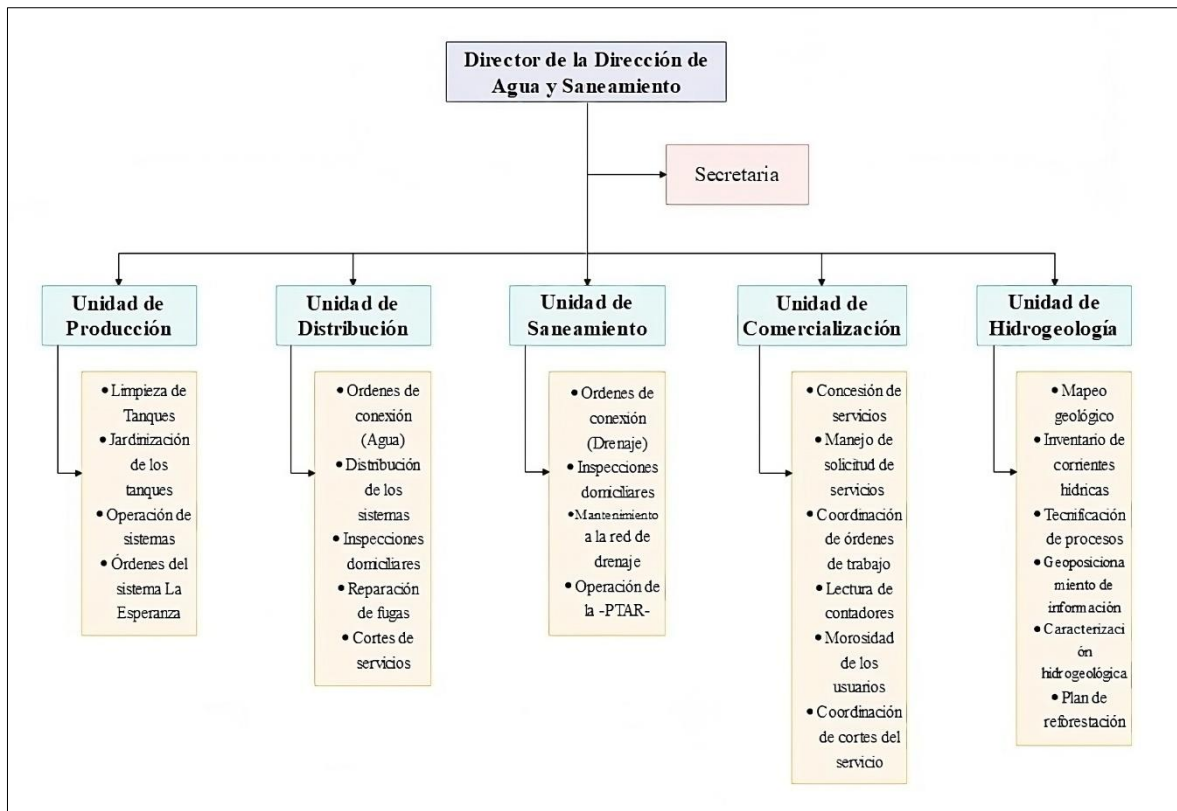 Director de la Dirección de
Agua y Saneamiento
Secretaria
Unidad de
Producción
• Limpieza de
Tanques
• Jardinización
de los
tanques
• Operación de
sistemas
• Órdenes del
sistema La
Esperanza
Unidad de
Distribución
• Ordenes de
conexión
(Agua)
• Distribución
de los
sistemas
• Inspecciones
domiciliares
• Reparación
de fugas
• Cortes de
servicios
Unidad de
Saneamiento
• Ordenes de
conexión
(Drenaje)
• Inspecciones
domiciliares
• Mantenimiento
a la red de
drenaje
• Operación de
la -PTAR-
Unidad de
Comercialización
• Concesión de
servicios
• Manejo de
solicitud de
servicios
• Coordinación
de órdenes
de trabajo
• Lectura de
contadores
• Morosidad
de los
usuarios
• Coordinación
de cortes del
servicio
Unidad de
Hidrogeología
• Mapeo
geológico
• Inventario de
corrientes
hídricas
• Tecnificación
de procesos
• Geoposiciona
miento de
información
• Caracterizaci
ón
hidrogeológica
• Plan de
reforestación